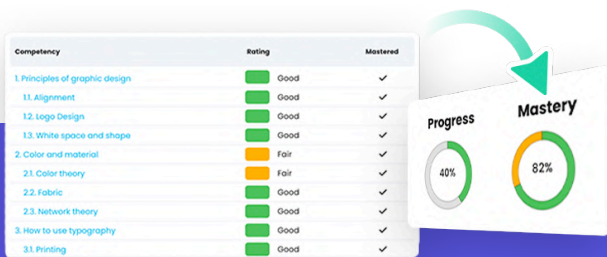 Competency Rating Mastered
1. Principles of graphic design Good
1.1. Alignment Good
1.2. Logo Design Good
1.3. White space and shape Good
2. Color and material Fair
2.1. Color theory Fair
2.2. Fabric Good
2.3. Network theory Good
3. How to use typography Good
3.1. Printing Good
Progress
40%
Mastery
82%